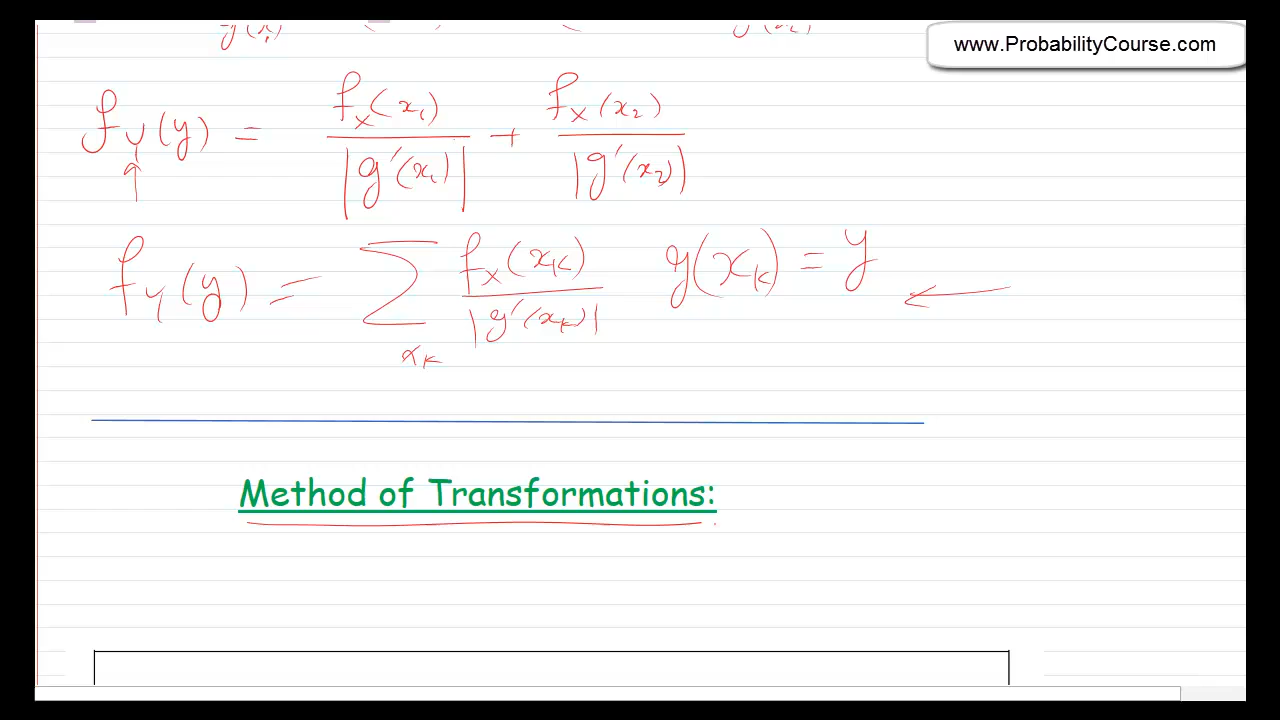 www.ProbabilityCourse.com
f_Y(y) = f_X(x_1) / |g'(x_1)| + f_X(x_2) / |g'(x_2)|
f_Y(y) = Σ_{x_k} f_X(x_k) / |g'(x_k)| g(x_k) = y
Method of Transformations: